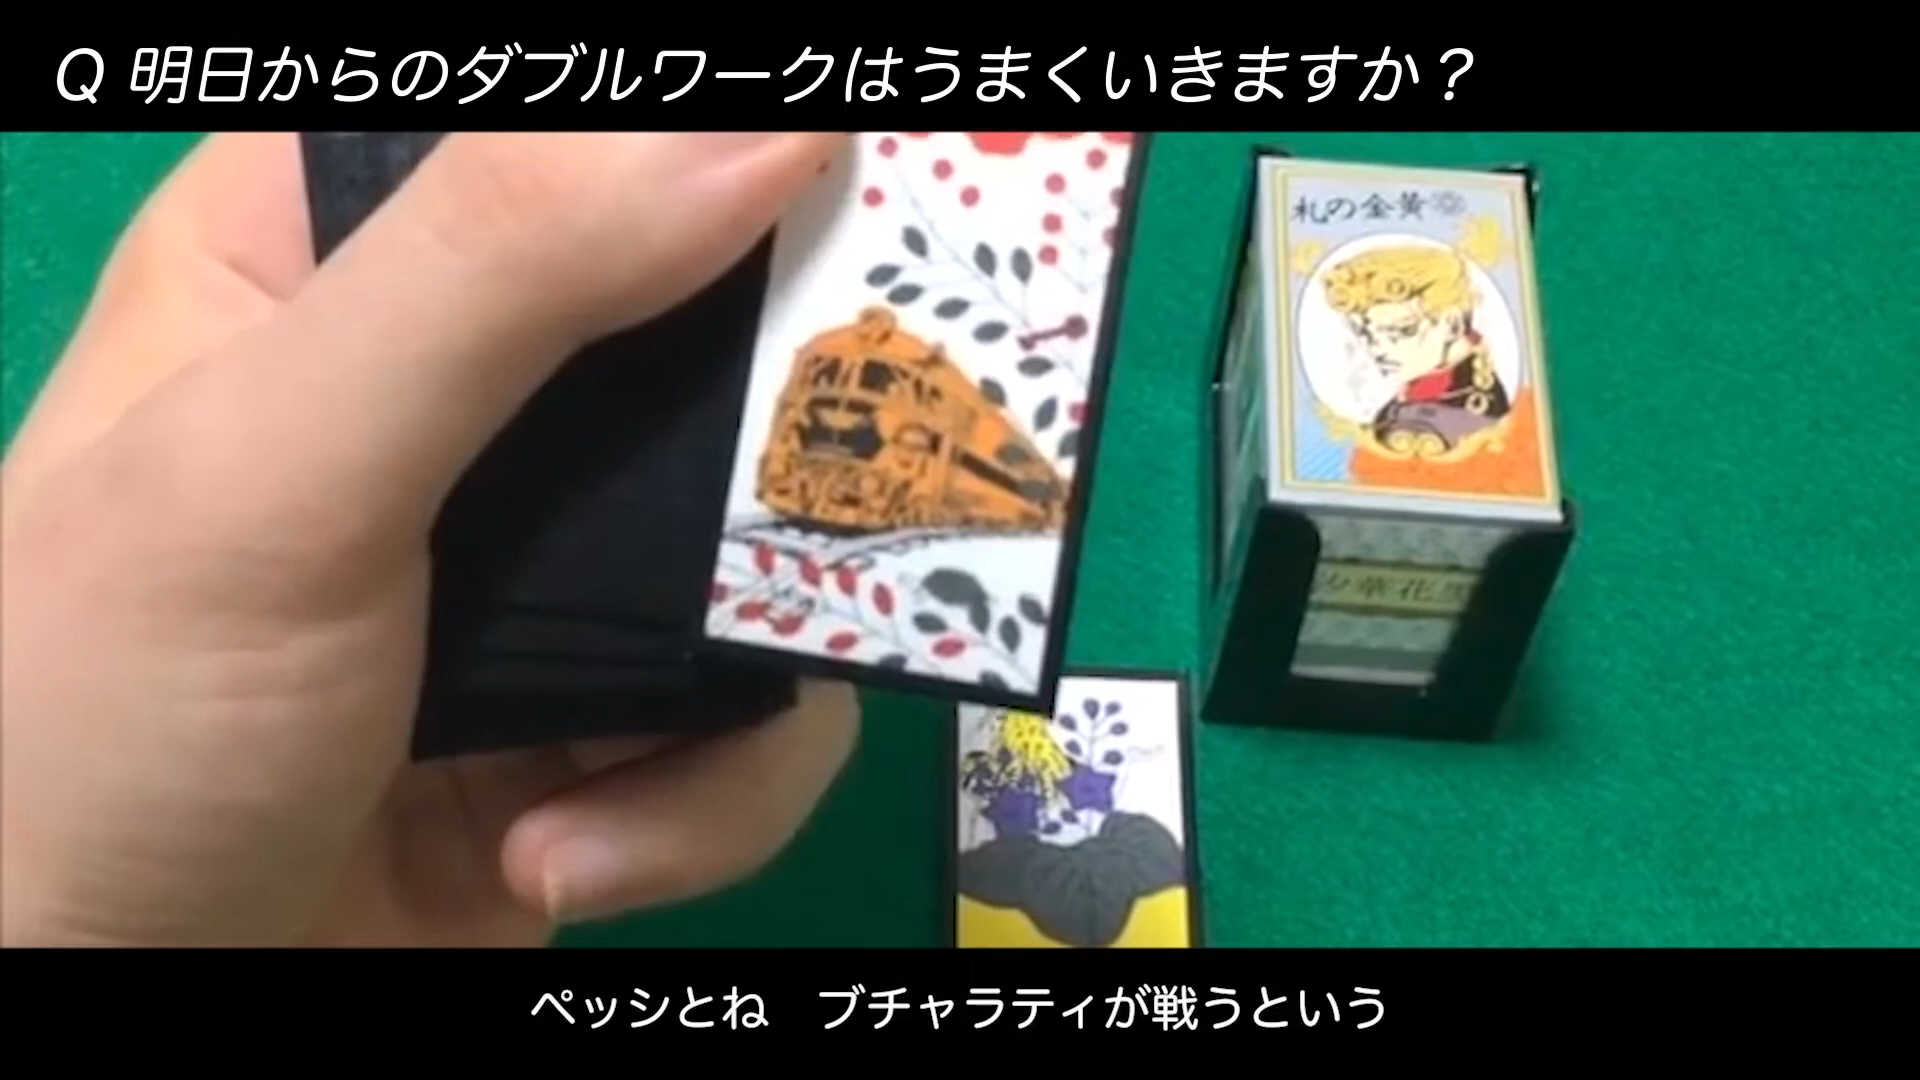 Q 明日からのダブルワークはうまくいきますか？
札の金黄
ペッシとね　ブチャラティが戦うという